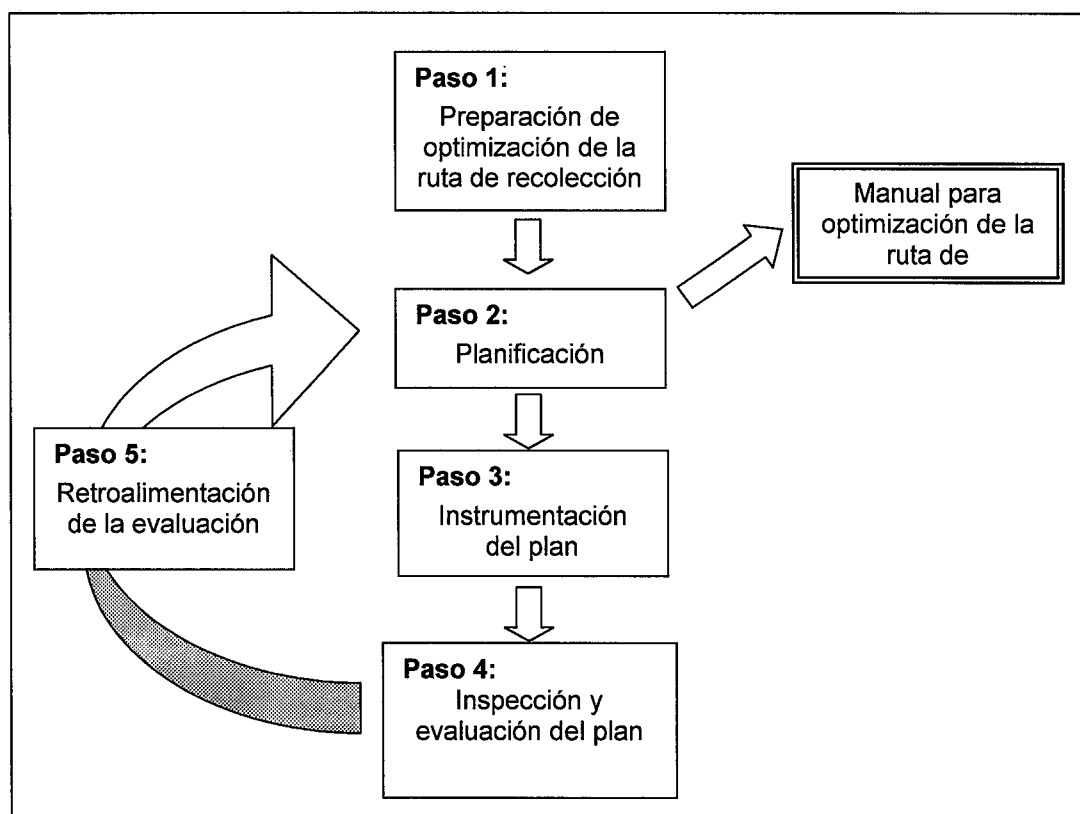 Paso 1:
Preparación de
optimización de la
ruta de recolección
Manual para
optimización de la
ruta de
Paso 2:
Planificación
Paso 5:
Retroalimentación
de la evaluación
Paso 3:
Instrumentación
del plan
Paso 4:
Inspección y
evaluación del plan